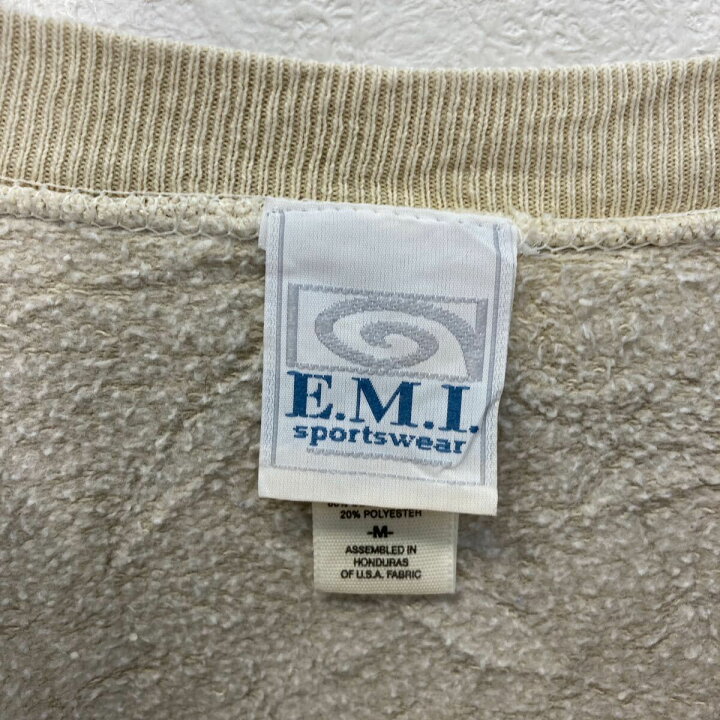 E.M.I.
sportswear
20% POLYESTER
-M-
ASSEMBLED IN
HONDURAS
OF U.S.A. FABRIC